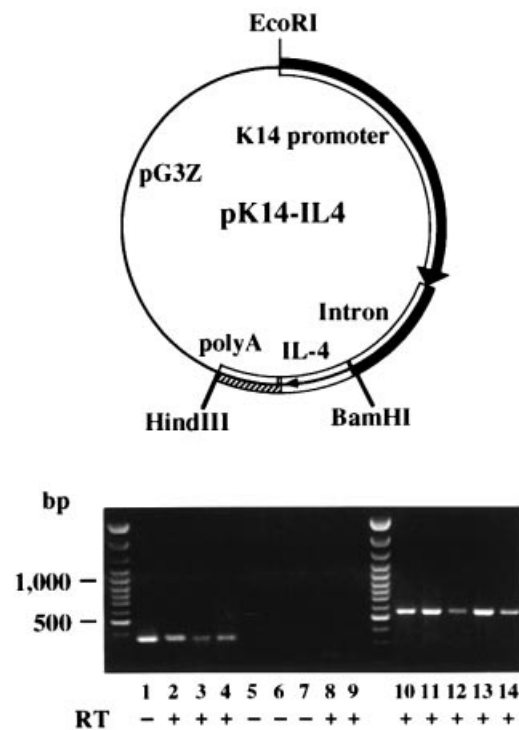 EcoRI
K14 promoter
pG3Z
pK14-IL4
Intron
polyA IL-4
HindIII BamHI
bp
1,000
500
1 2 3 4 5 6 7 8 9 10 11 12 13 14
RT − + + + − − − + + + + + + +